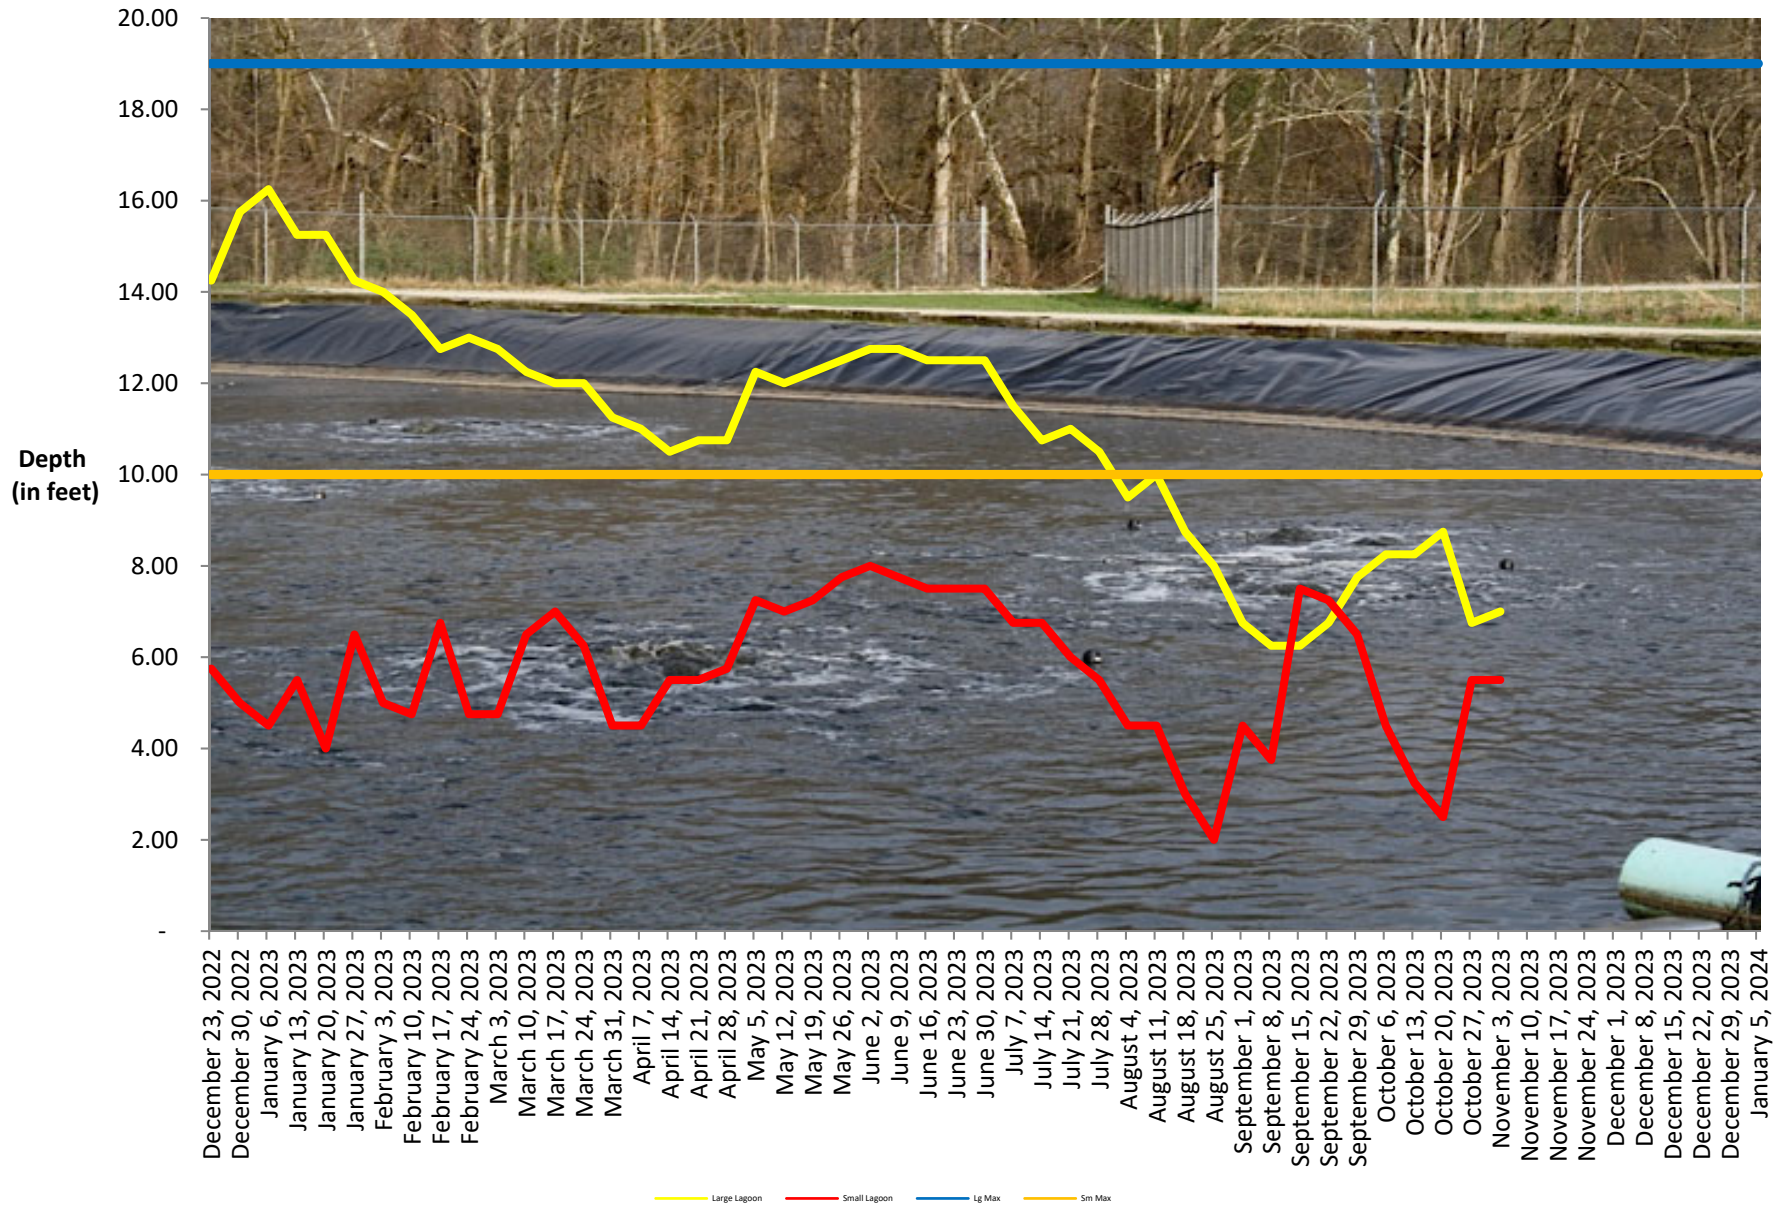 20.00
18.00
16.00
14.00
12.00
10.00
8.00
6.00
4.00
2.00
-
Depth
(in feet)
December 23, 2022
December 30, 2022
January 6, 2023
January 13, 2023
January 20, 2023
January 27, 2023
February 3, 2023
February 10, 2023
February 17, 2023
February 24, 2023
March 3, 2023
March 10, 2023
March 17, 2023
March 24, 2023
March 31, 2023
April 7, 2023
April 14, 2023
April 21, 2023
April 28, 2023
May 5, 2023
May 12, 2023
May 19, 2023
May 26, 2023
June 2, 2023
June 9, 2023
June 16, 2023
June 23, 2023
June 30, 2023
July 7, 2023
July 14, 2023
July 21, 2023
July 28, 2023
August 4, 2023
August 11, 2023
August 18, 2023
August 25, 2023
September 1, 2023
September 8, 2023
September 15, 2023
September 22, 2023
September 29, 2023
October 6, 2023
October 13, 2023
October 20, 2023
October 27, 2023
November 3, 2023
November 10, 2023
November 17, 2023
November 24, 2023
December 1, 2023
December 8, 2023
December 15, 2023
December 22, 2023
December 29, 2023
January 5, 2024
Large Lagoon
Small Lagoon
Lg Max
Sm Max